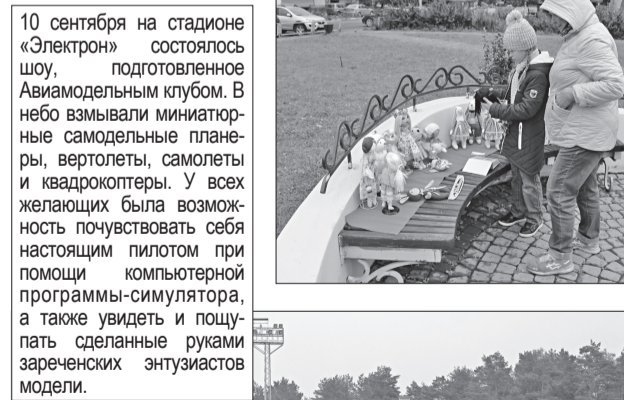 10 сентября на стадионе
«Электрон» состоялось
шоу, подготовленное
Авиамодельным клубом. В
небо взмывали миниатюр-
ные самодельные плане-
ры, вертолеты, самолеты
и квадрокоптеры. У всех
желающих была возмож-
ность почувствовать себя
настоящим пилотом при
помощи компьютерной
программы-симулятора,
а также увидеть и пощу-
пать сделанные руками
зареченских энтузиастов
модели.